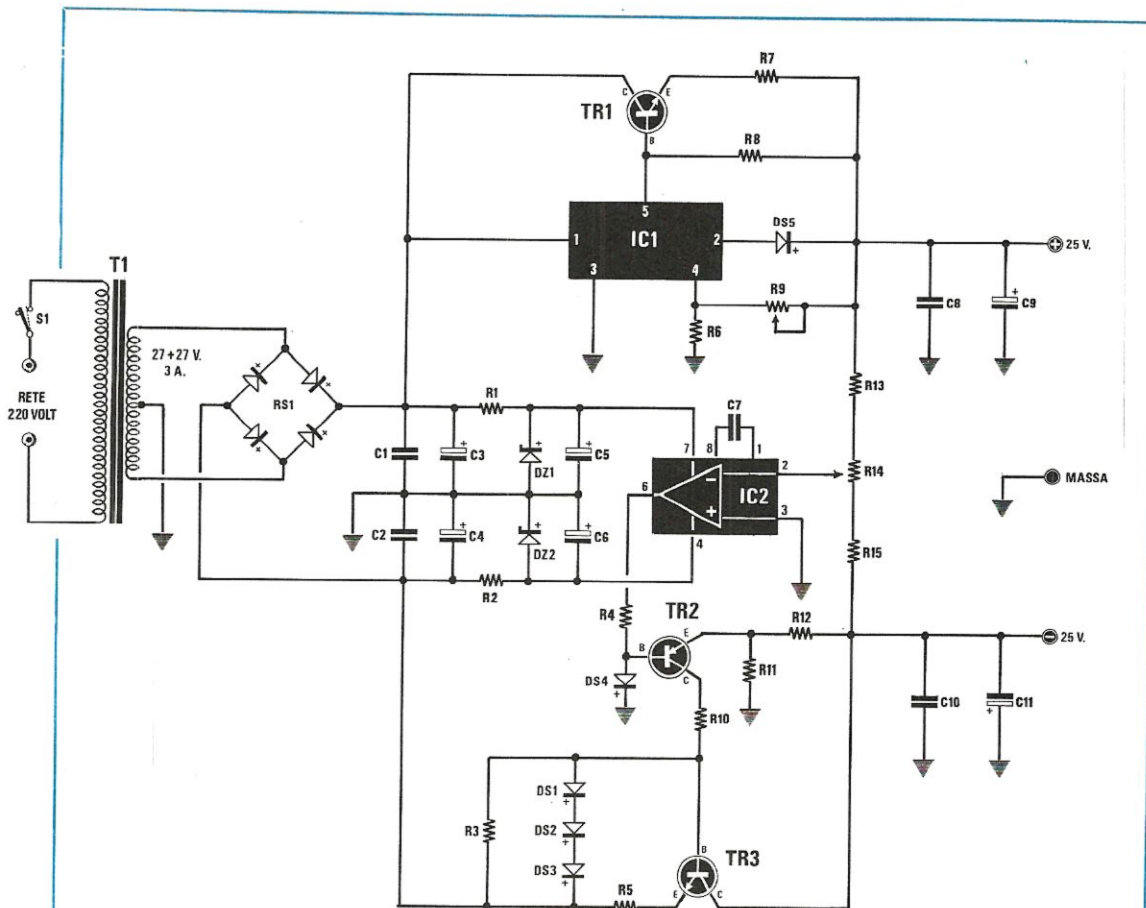 R7
C
E
TR1
B
R8
5
1
IC1
2
DS5
+
3
4
+
25 V.
T1
S1
R9
C8
+
C9
R6
27 + 27 V.
3 A.
RETE
220 VOLT
RS1
R13
R1
C7
C1
+
C3
+
DZ1
+
C5
7
8
1
2
R14
−
IC2
+
6
3
MASSA
C2
+
C4
+
DZ2
+
C6
4
R15
R2
R4
TR2
R12
E
B
−
25 V.
C
R11
DS4
+
C10
C11
+
R10
DS1
+
R3
DS2
+
B
TR3
DS3
+
R5
E
C